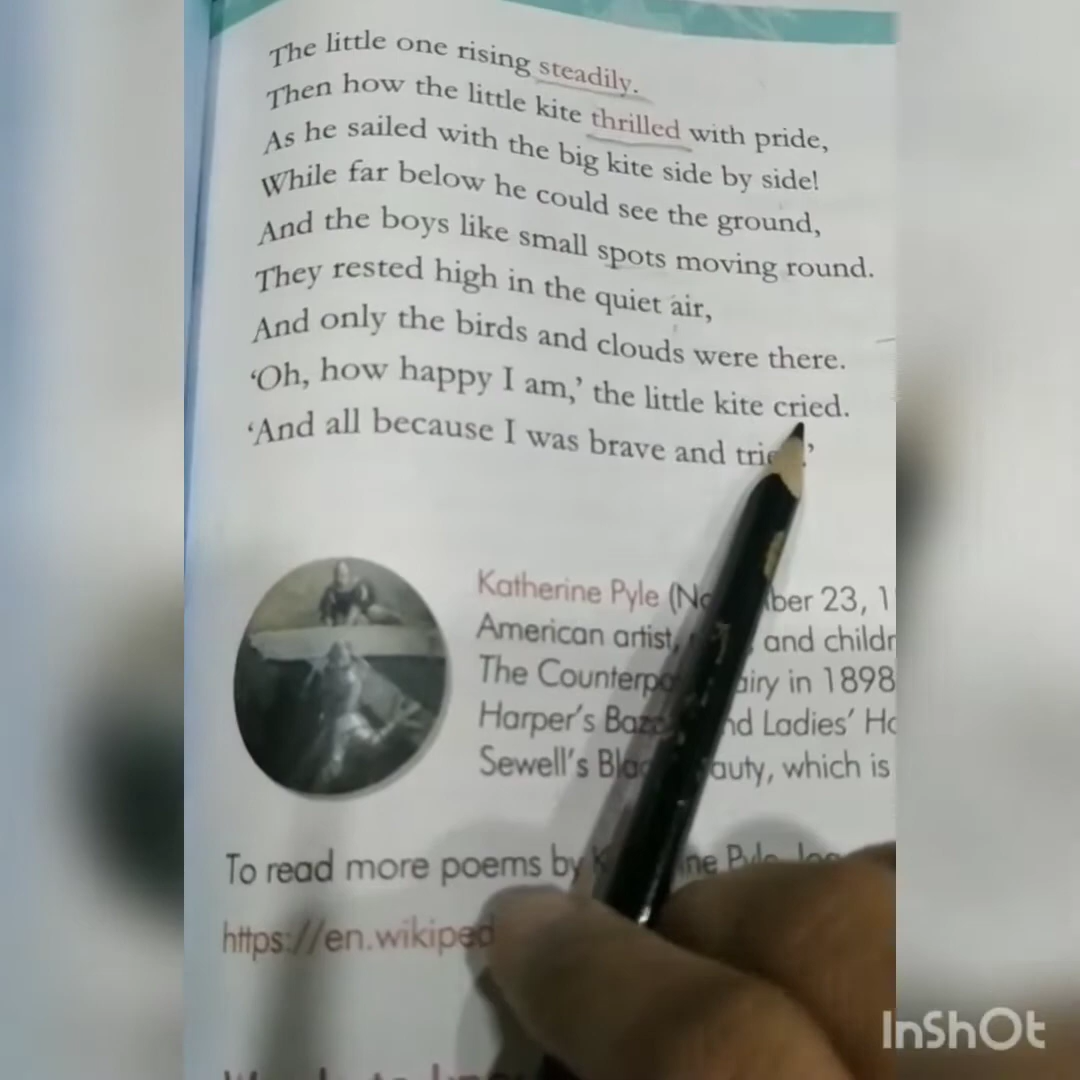 The little one rising steadily.
Then how the little kite thrilled with pride,
As he sailed with the big kite side by side!
While far below he could see the ground,
And the boys like small spots moving round.
They rested high in the quiet air,
And only the birds and clouds were there.
‘Oh, how happy I am,’ the little kite cried.
‘And all because I was brave and
Katherine Pyle 23,
American artist, and
The in 1898
Harper's Ladies'
Sewell's which is
To read more poems by
https://en.wikiped
InShOt